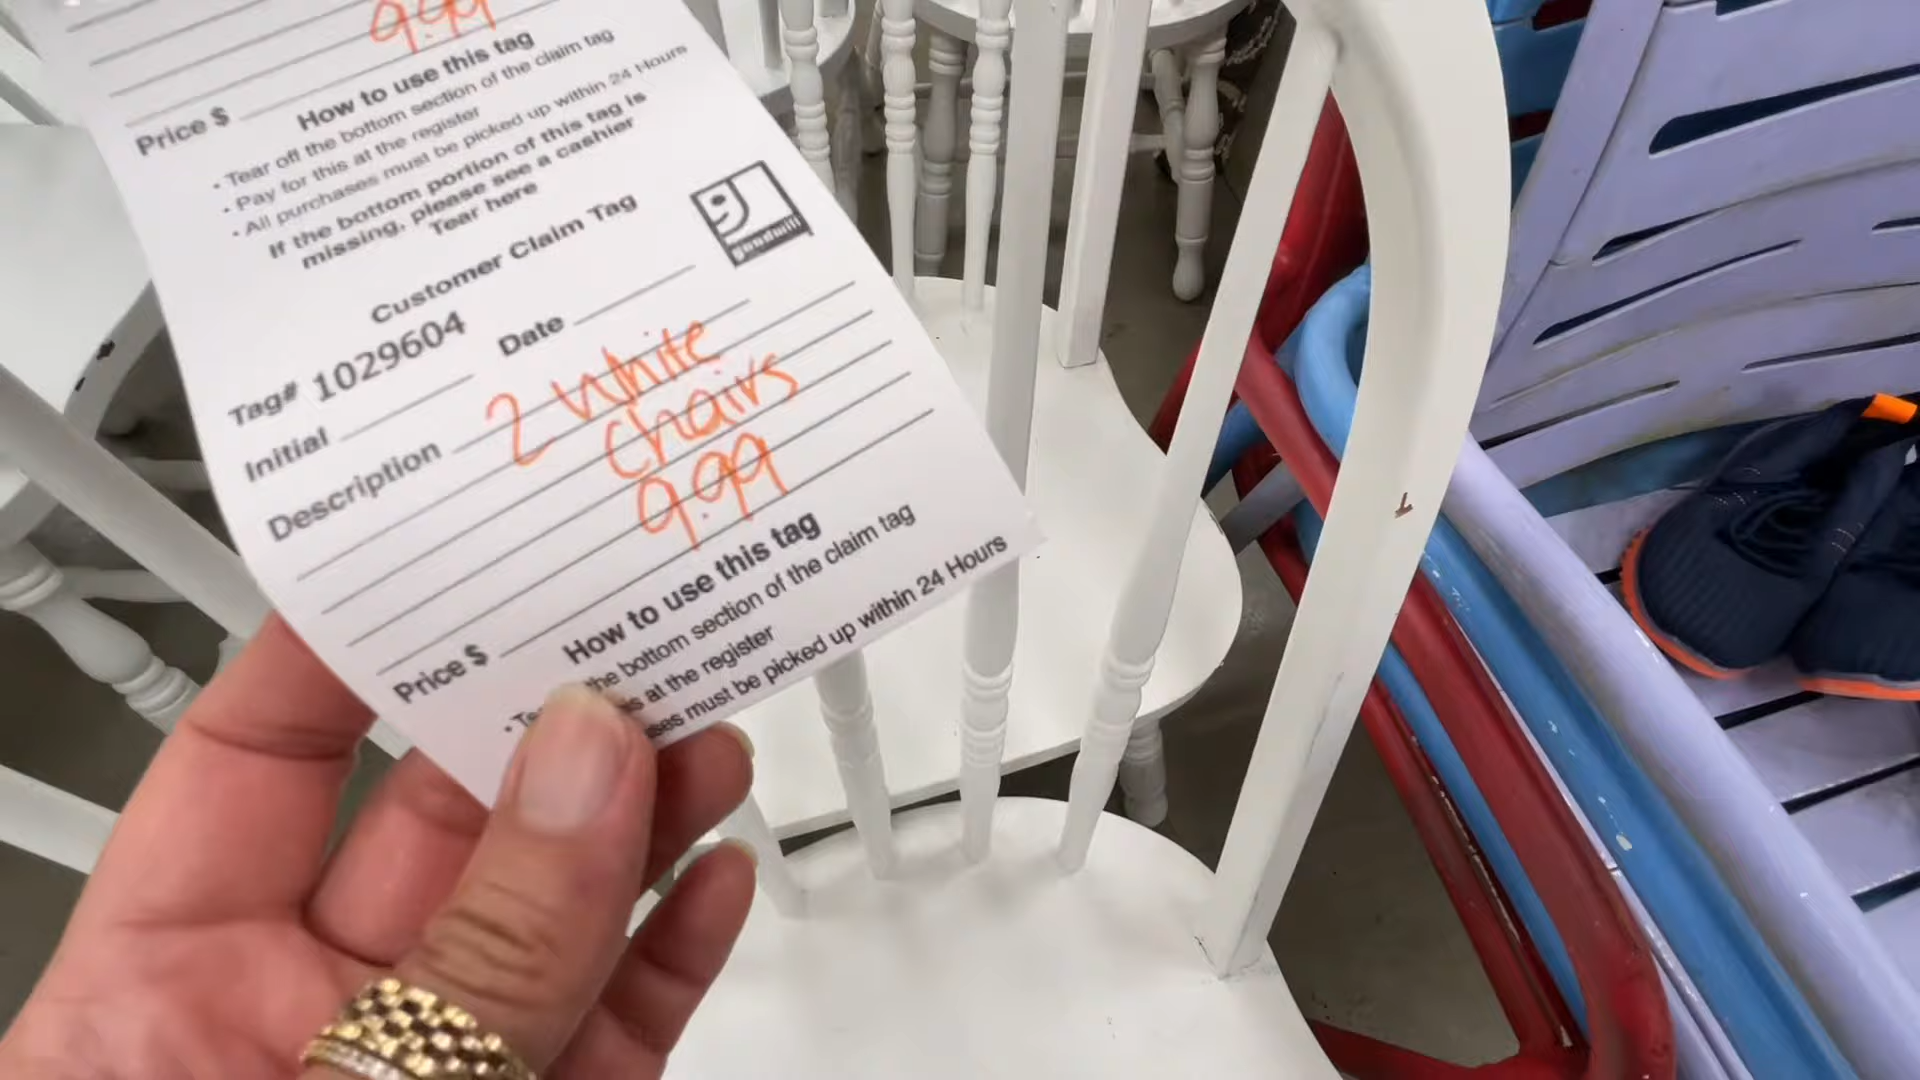 9.99
Price $
How to use this tag
• Tear off the bottom section of the claim tag
• Pay for this at the register
• All purchases must be picked up within 24 Hours
If the bottom portion of this tag is
missing, please see a cashier
Tear here
Customer Claim Tag
goodwill
Tag# 1029604
Initial
Date
Description 2 white
chairs
9.99
Price $
How to use this tag
the bottom section of the claim tag
at the register
must be picked up within 24 Hours